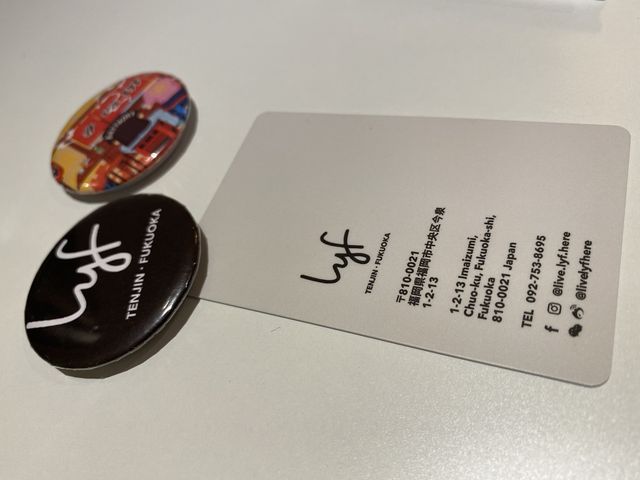 lyf
TENJIN・FUKUOKA
lyf
TENJIN・FUKUOKA
〒810-0021
福岡県福岡市中央区今泉
1-2-13
1-2-13 Imaizumi,
Chuo-ku, Fukuoka-shi,
Fukuoka
810-0021 Japan
TEL 092-753-8695
@live.lyf.here
@livelyfhere